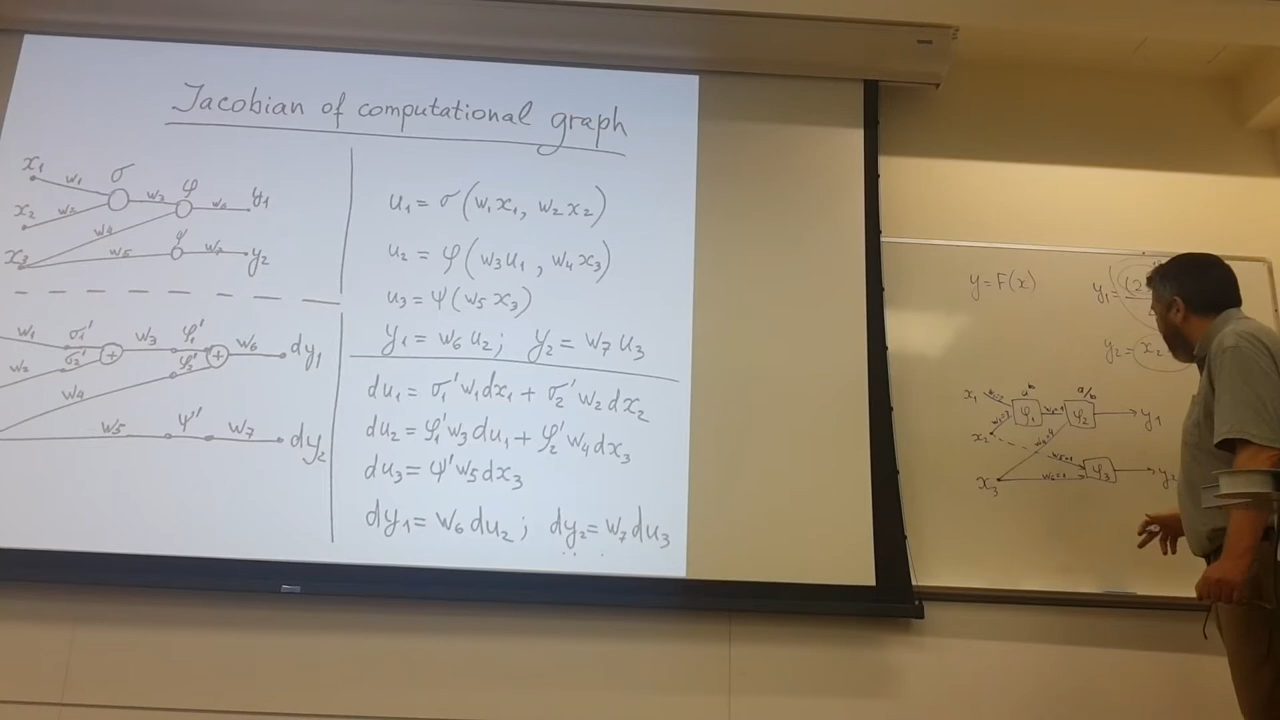 Jacobian of computational graph
x1 w1 σ
w3 φ
x2 w2 y1
w4
x3 w5 ψ w7 y2
u1 = σ(w1x1, w2x2)
u2 = φ(w3u1, w4x3)
u3 = ψ(w5x3)
y1 = w6u2; y2 = w7u3
w1 σ1' + w3 φ1' + w6 dy1
w2 σ2' φ2'
w4
w5 ψ' w7 dy2
du1 = σ1'w1dx1 + σ2'w2dx2
du2 = φ1'w3du1 + φ2'w4dx3
du3 = ψ'w5dx3
dy1 = w6du2; dy2 = w7du3
y = F(x) y1 = (2
y2 = x2
x1 a^b a/b
φ1 φ2 y1
x2
φ3 y2
x3